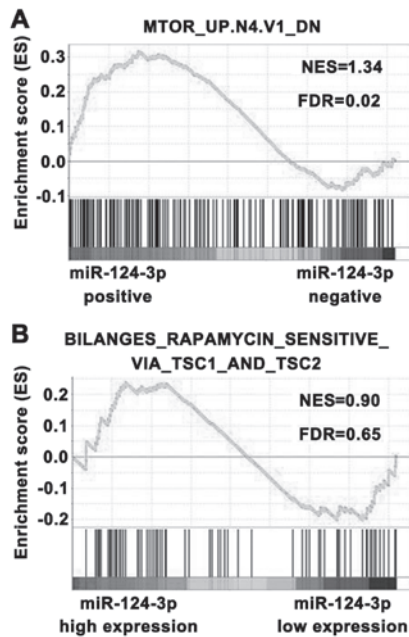 A
MTOR_UP.N4.V1_DN
Enrichment score (ES)
0.3
0.2
0.1
0.0
-0.1
NES=1.34
FDR=0.02
miR-124-3p
positive
miR-124-3p
negative
B
BILANGES_RAPAMYCIN_SENSITIVE_
VIA_TSC1_AND_TSC2
Enrichment score (ES)
0.2
0.1
0.0
-0.1
-0.2
NES=0.90
FDR=0.65
miR-124-3p
high expression
miR-124-3p
low expression